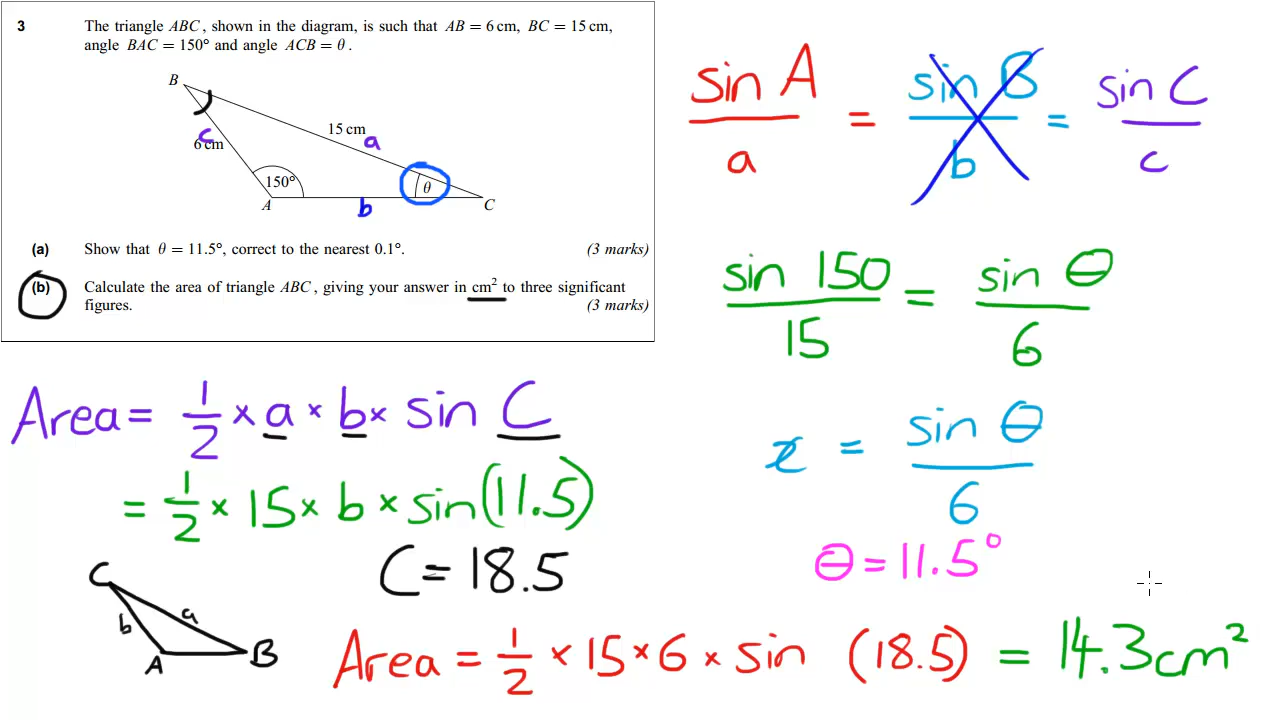 3 The triangle ABC, shown in the diagram, is such that AB = 6 cm, BC = 15 cm,
angle BAC = 150° and angle ACB = θ.
B
15 cm
a
c
6 cm
150°
θ
A
b
C
(a) Show that θ = 11.5°, correct to the nearest 0.1°. (3 marks)
(b) Calculate the area of triangle ABC, giving your answer in cm² to three significant
figures. (3 marks)
sin A / a = sin B / b = sin C / c
sin 150 / 15 = sin θ / 6
x = sin θ / 6
θ = 11.5°
Area = 1/2 × a × b × sin C
= 1/2 × 15 × b × sin(11.5)
C = 18.5
C
a
b
A
B
Area = 1/2 × 15 × 6 × sin (18.5) = 14.3cm²